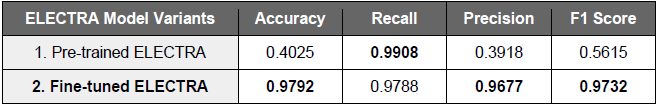 ELECTRA Model Variants Accuracy Recall Precision F1 Score
1. Pre-trained ELECTRA 0.4025 0.9908 0.3918 0.5615
2. Fine-tuned ELECTRA 0.9792 0.9788 0.9677 0.9732